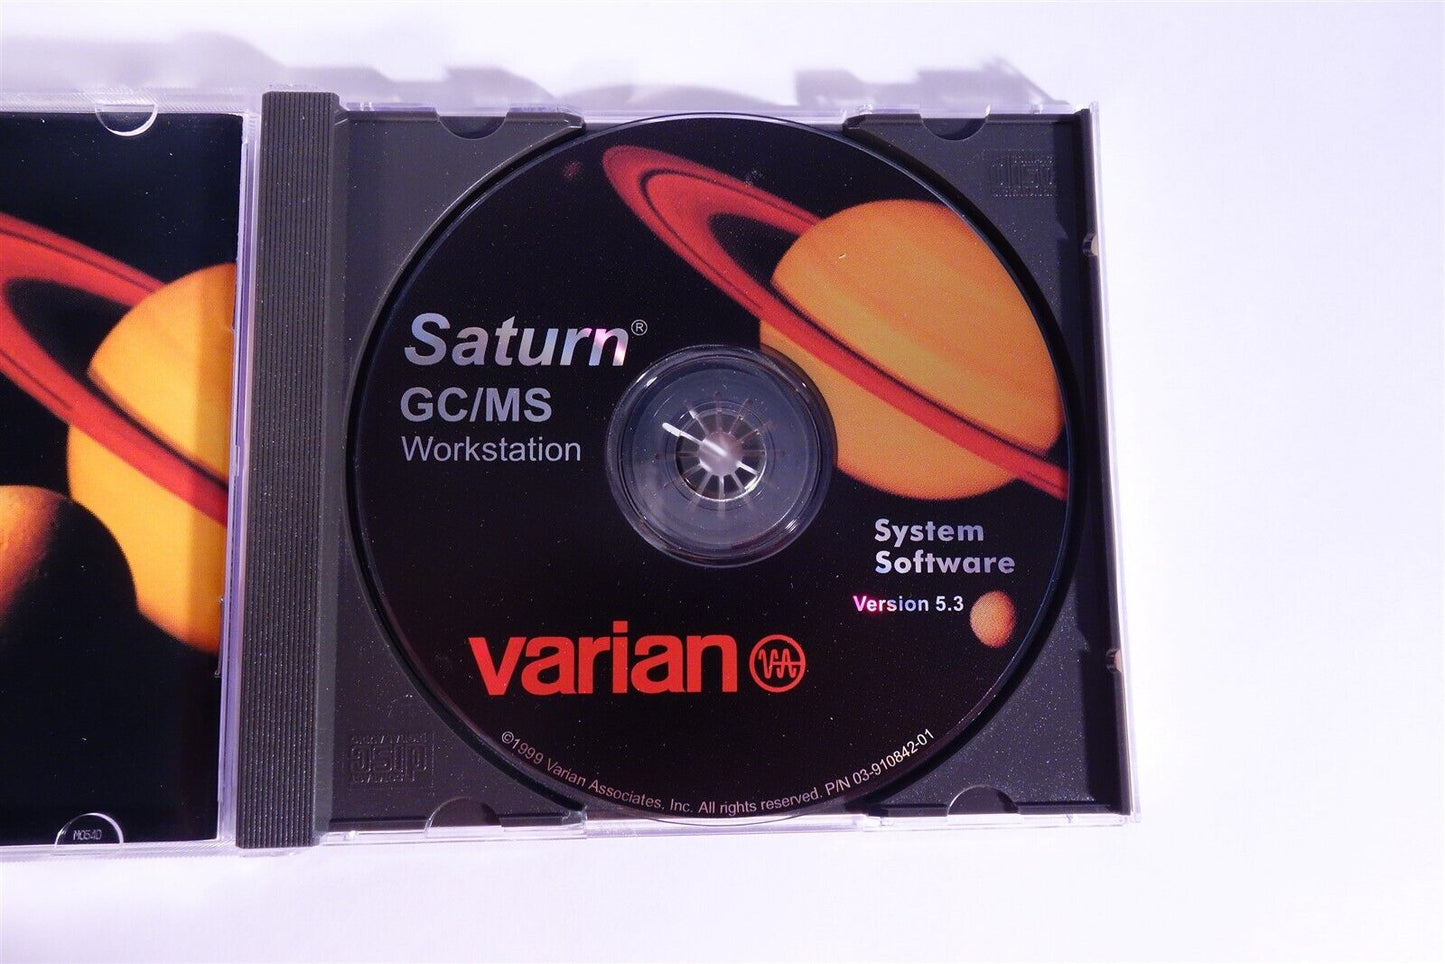 Saturn®
GC/MS
Workstation
System
Software
Version 5.3
varian
©1999 Varian Associates, Inc. All rights reserved. P/N 03-910842-01
M054D